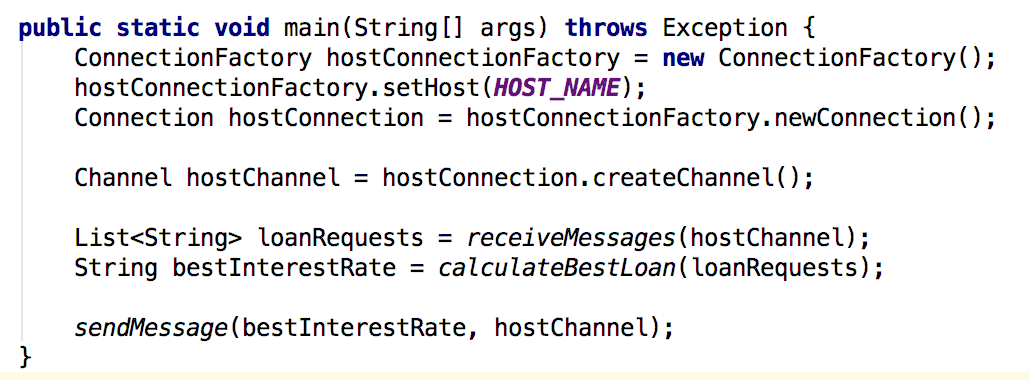 public static void main(String[] args) throws Exception {
    ConnectionFactory hostConnectionFactory = new ConnectionFactory();
    hostConnectionFactory.setHost(HOST_NAME);
    Connection hostConnection = hostConnectionFactory.newConnection();

    Channel hostChannel = hostConnection.createChannel();

    List<String> loanRequests = receiveMessages(hostChannel);
    String bestInterestRate = calculateBestLoan(loanRequests);

    sendMessage(bestInterestRate, hostChannel);
}